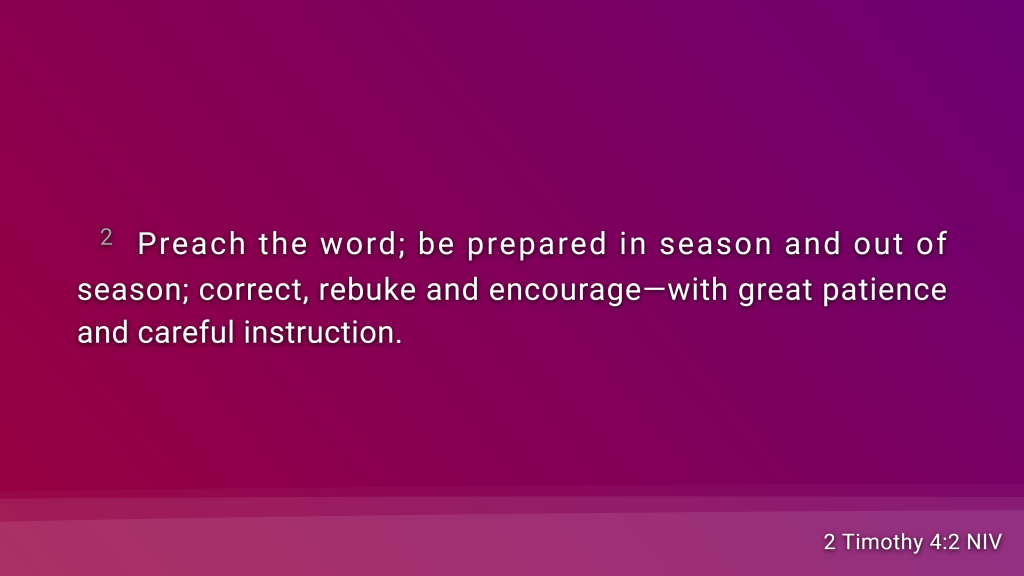 2 Preach the word; be prepared in season and out of
season; correct, rebuke and encourage—with great patience
and careful instruction.
2 Timothy 4:2 NIV